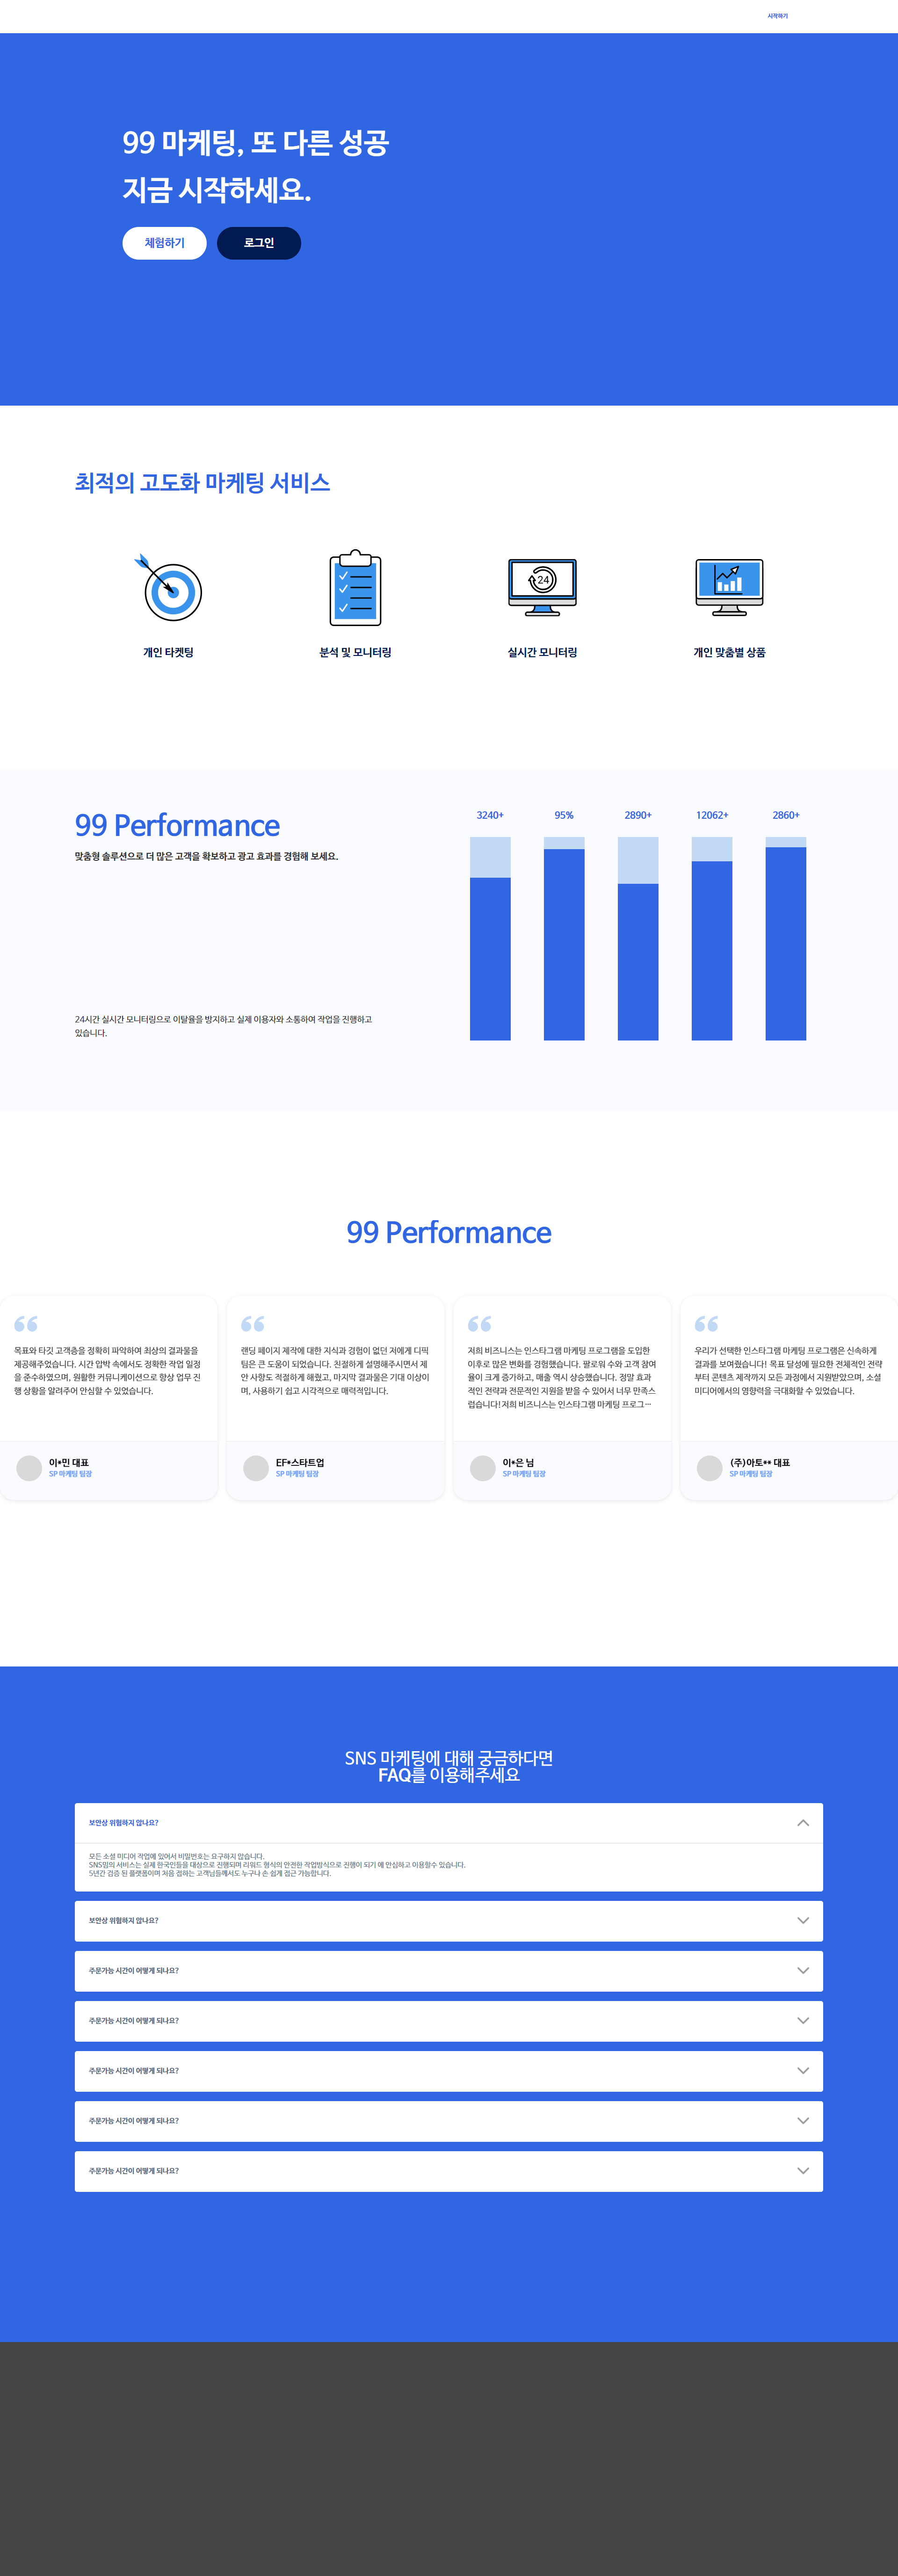 시작하기
99 마케팅, 또 다른 성공
지금 시작하세요.
체험하기
로그인
최적의 고도화 마케팅 서비스
24
개인 타켓팅
분석 및 모니터링
실시간 모니터링
개인 맞춤별 상품
99 Performance
맞춤형 솔루션으로 더 많은 고객을 확보하고 광고 효과를 경험해 보세요.
24시간 실시간 모니터링으로 이탈율을 방지하고 실제 이용자와 소통하여 작업을 진행하고
있습니다.
3240+
95%
2890+
12062+
2860+
99 Performance
목표와 타깃 고객층을 정확히 파악하여 최상의 결과물을
제공해주었습니다. 시간 압박 속에서도 정확한 작업 일정
을 준수하였으며, 원활한 커뮤니케이션으로 항상 업무 진
행 상황을 알려주어 안심할 수 있었습니다.
이*민 대표
SP 마케팅 팀장
랜딩 페이지 제작에 대한 지식과 경험이 없던 저에게 디픽
팀은 큰 도움이 되었습니다. 친절하게 설명해주시면서 제
안 사항도 적절하게 해줬고, 마지막 결과물은 기대 이상이
며, 사용하기 쉽고 시각적으로 매력적입니다.
EF*스타트업
SP 마케팅 팀장
저희 비즈니스는 인스타그램 마케팅 프로그램을 도입한
이후로 많은 변화를 경험했습니다. 팔로워 수와 고객 참여
율이 크게 증가하고, 매출 역시 상승했습니다. 정말 효과
적인 전략과 전문적인 지원을 받을 수 있어서 너무 만족스
럽습니다!저희 비즈니스는 인스타그램 마케팅 프로그…
이*은 님
SP 마케팅 팀장
우리가 선택한 인스타그램 마케팅 프로그램은 신속하게
결과를 보여줬습니다! 목표 달성에 필요한 전체적인 전략
부터 콘텐츠 제작까지 모든 과정에서 지원받았으며, 소셜
미디어에서의 영향력을 극대화할 수 있었습니다.
(주)아토** 대표
SP 마케팅 팀장
SNS 마케팅에 대해 궁금하다면
FAQ를 이용해주세요
보안상 위험하지 않나요?
모든 소셜 미디어 작업에 있어서 비밀번호는 요구하지 않습니다.
SNS밈의 서비스는 실제 한국인들을 대상으로 진행되며 리워드 형식의 안전한 작업방식으로 진행이 되기 에 안심하고 이용할수 있습니다.
5년간 검증 된 플랫폼이며 처음 접하는 고객님들께서도 누구나 손 쉽게 접근 가능합니다.
보안상 위험하지 않나요?
주문가능 시간이 어떻게 되나요?
주문가능 시간이 어떻게 되나요?
주문가능 시간이 어떻게 되나요?
주문가능 시간이 어떻게 되나요?
주문가능 시간이 어떻게 되나요?